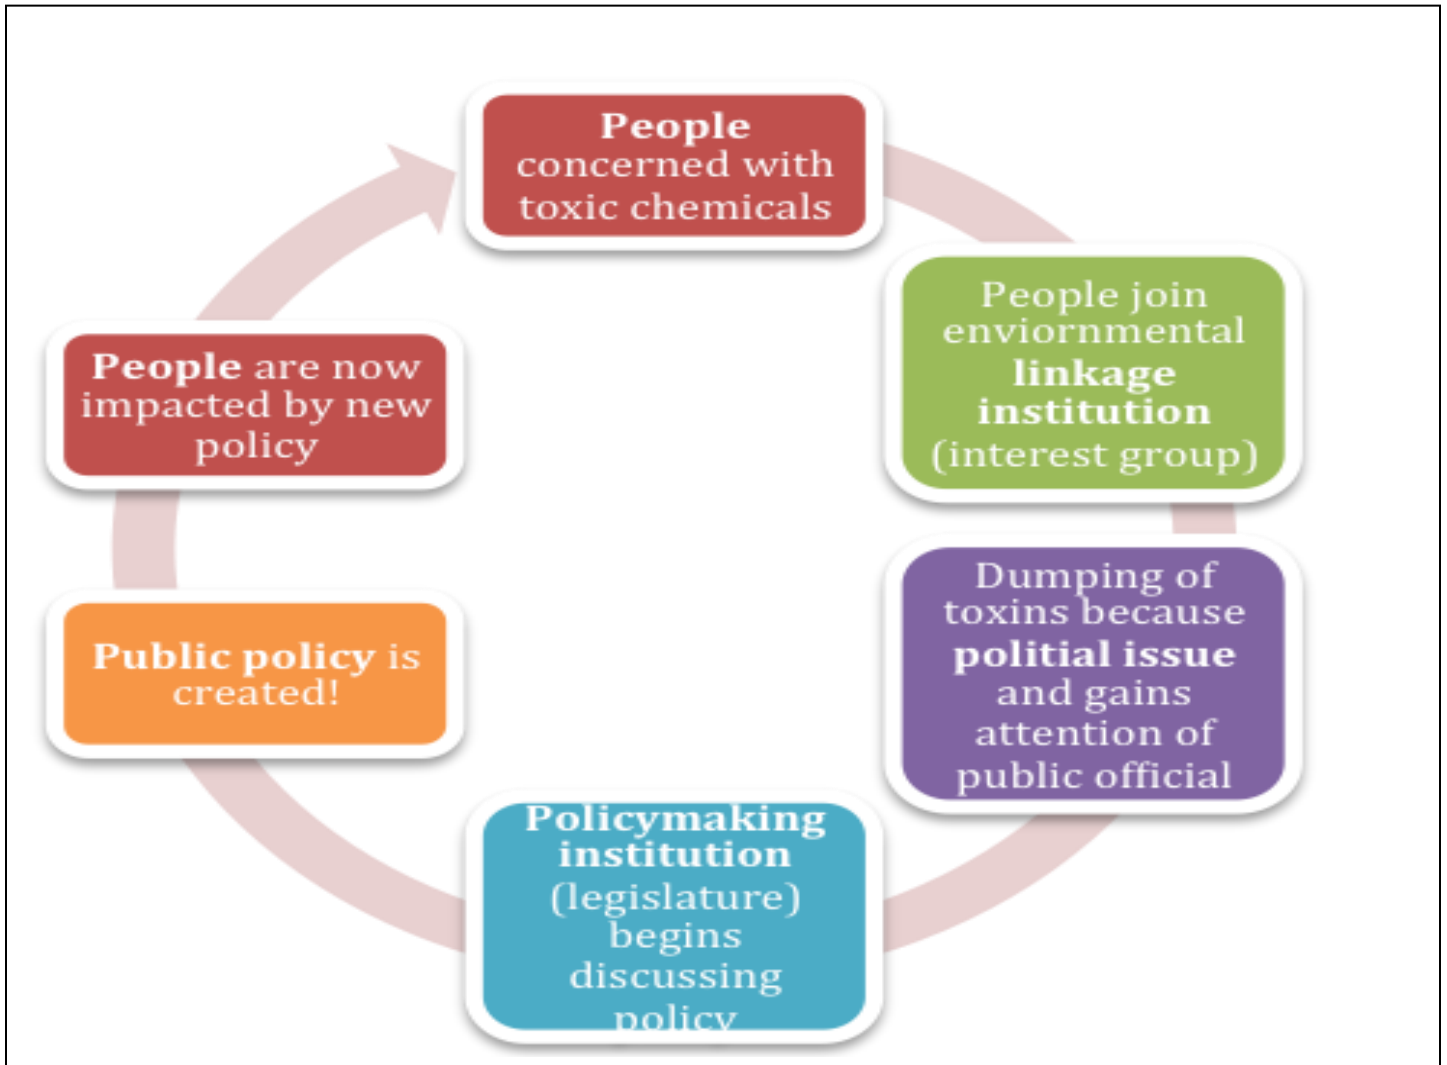 People
concerned with
toxic chemicals
People join
enviornmental
linkage
institution
(interest group)
Dumping of
toxins because
politial issue
and gains
attention of
public official
Policymaking
institution
(legislature)
begins
discussing
policy
Public policy is
created!
People are now
impacted by new
policy